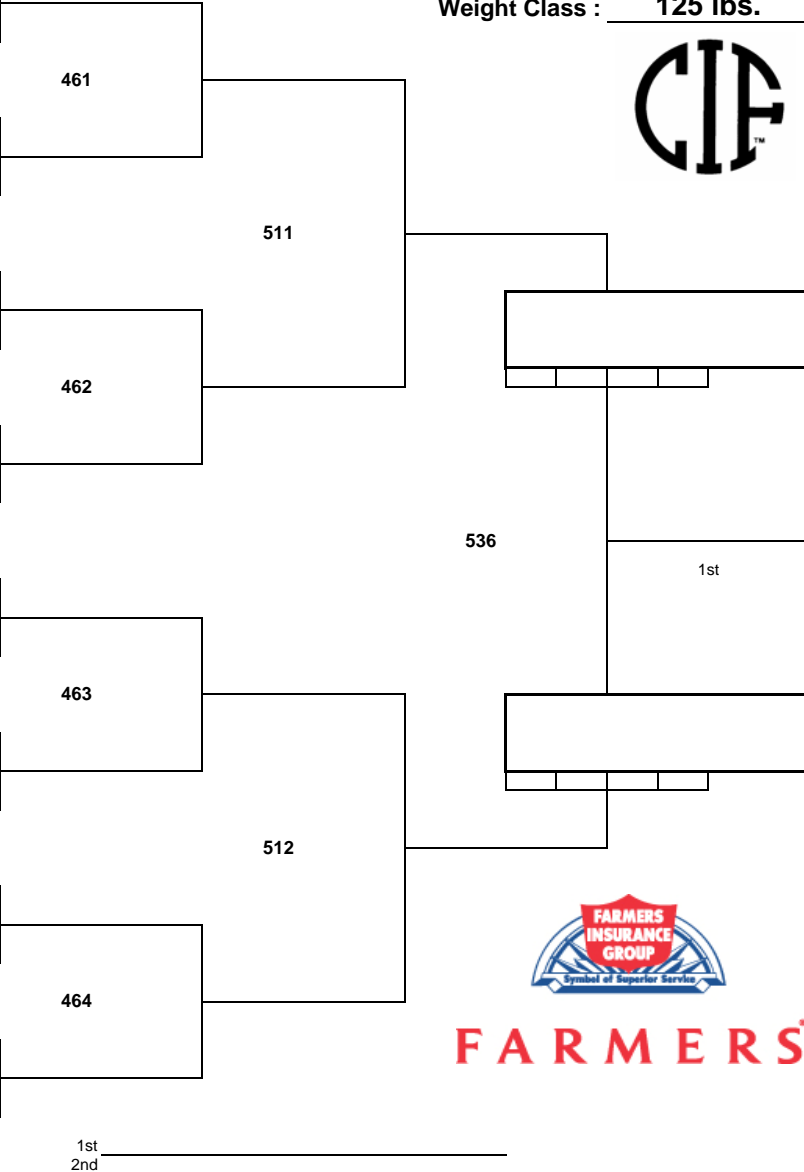 Weight Class : 125 lbs.
461
CIF™
511
462
536
1st
463
512
FARMERS
INSURANCE
GROUP
Symbol of Superior Service
464
FARMERS
1st
2nd